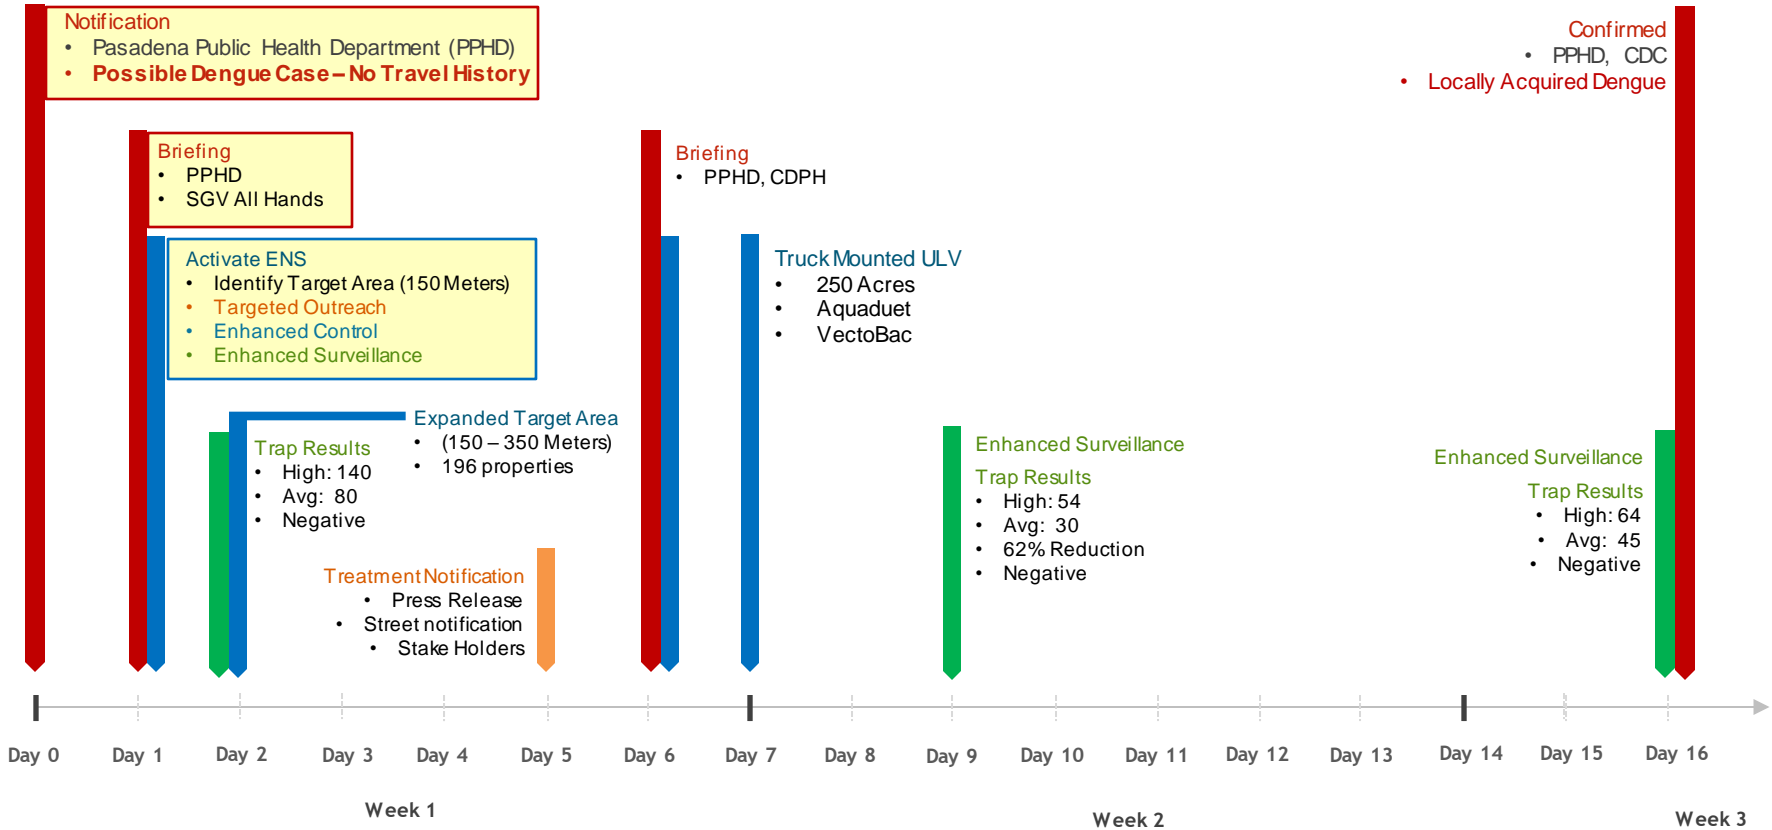 Notification
• Pasadena Public Health Department (PPHD)
• Possible Dengue Case – No Travel History
Confirmed
• PPHD, CDC
• Locally Acquired Dengue
Briefing
• PPHD
• SGV All Hands
Briefing
• PPHD, CDPH
Activate ENS
• Identify Target Area (150 Meters)
• Targeted Outreach
• Enhanced Control
• Enhanced Surveillance
Truck Mounted ULV
• 250 Acres
• Aquaduet
• VectoBac
Expanded Target Area
• (150 – 350 Meters)
• 196 properties
Trap Results
• High: 140
• Avg: 80
• Negative
Treatment Notification
• Press Release
• Street notification
• Stake Holders
Enhanced Surveillance
Trap Results
• High: 54
• Avg: 30
• 62% Reduction
• Negative
Enhanced Surveillance
Trap Results
• High: 64
• Avg: 45
• Negative
Day 0 Day 1 Day 2 Day 3 Day 4 Day 5 Day 6 Day 7 Day 8 Day 9 Day 10 Day 11 Day 12 Day 13 Day 14 Day 15 Day 16
Week 1 Week 2 Week 3